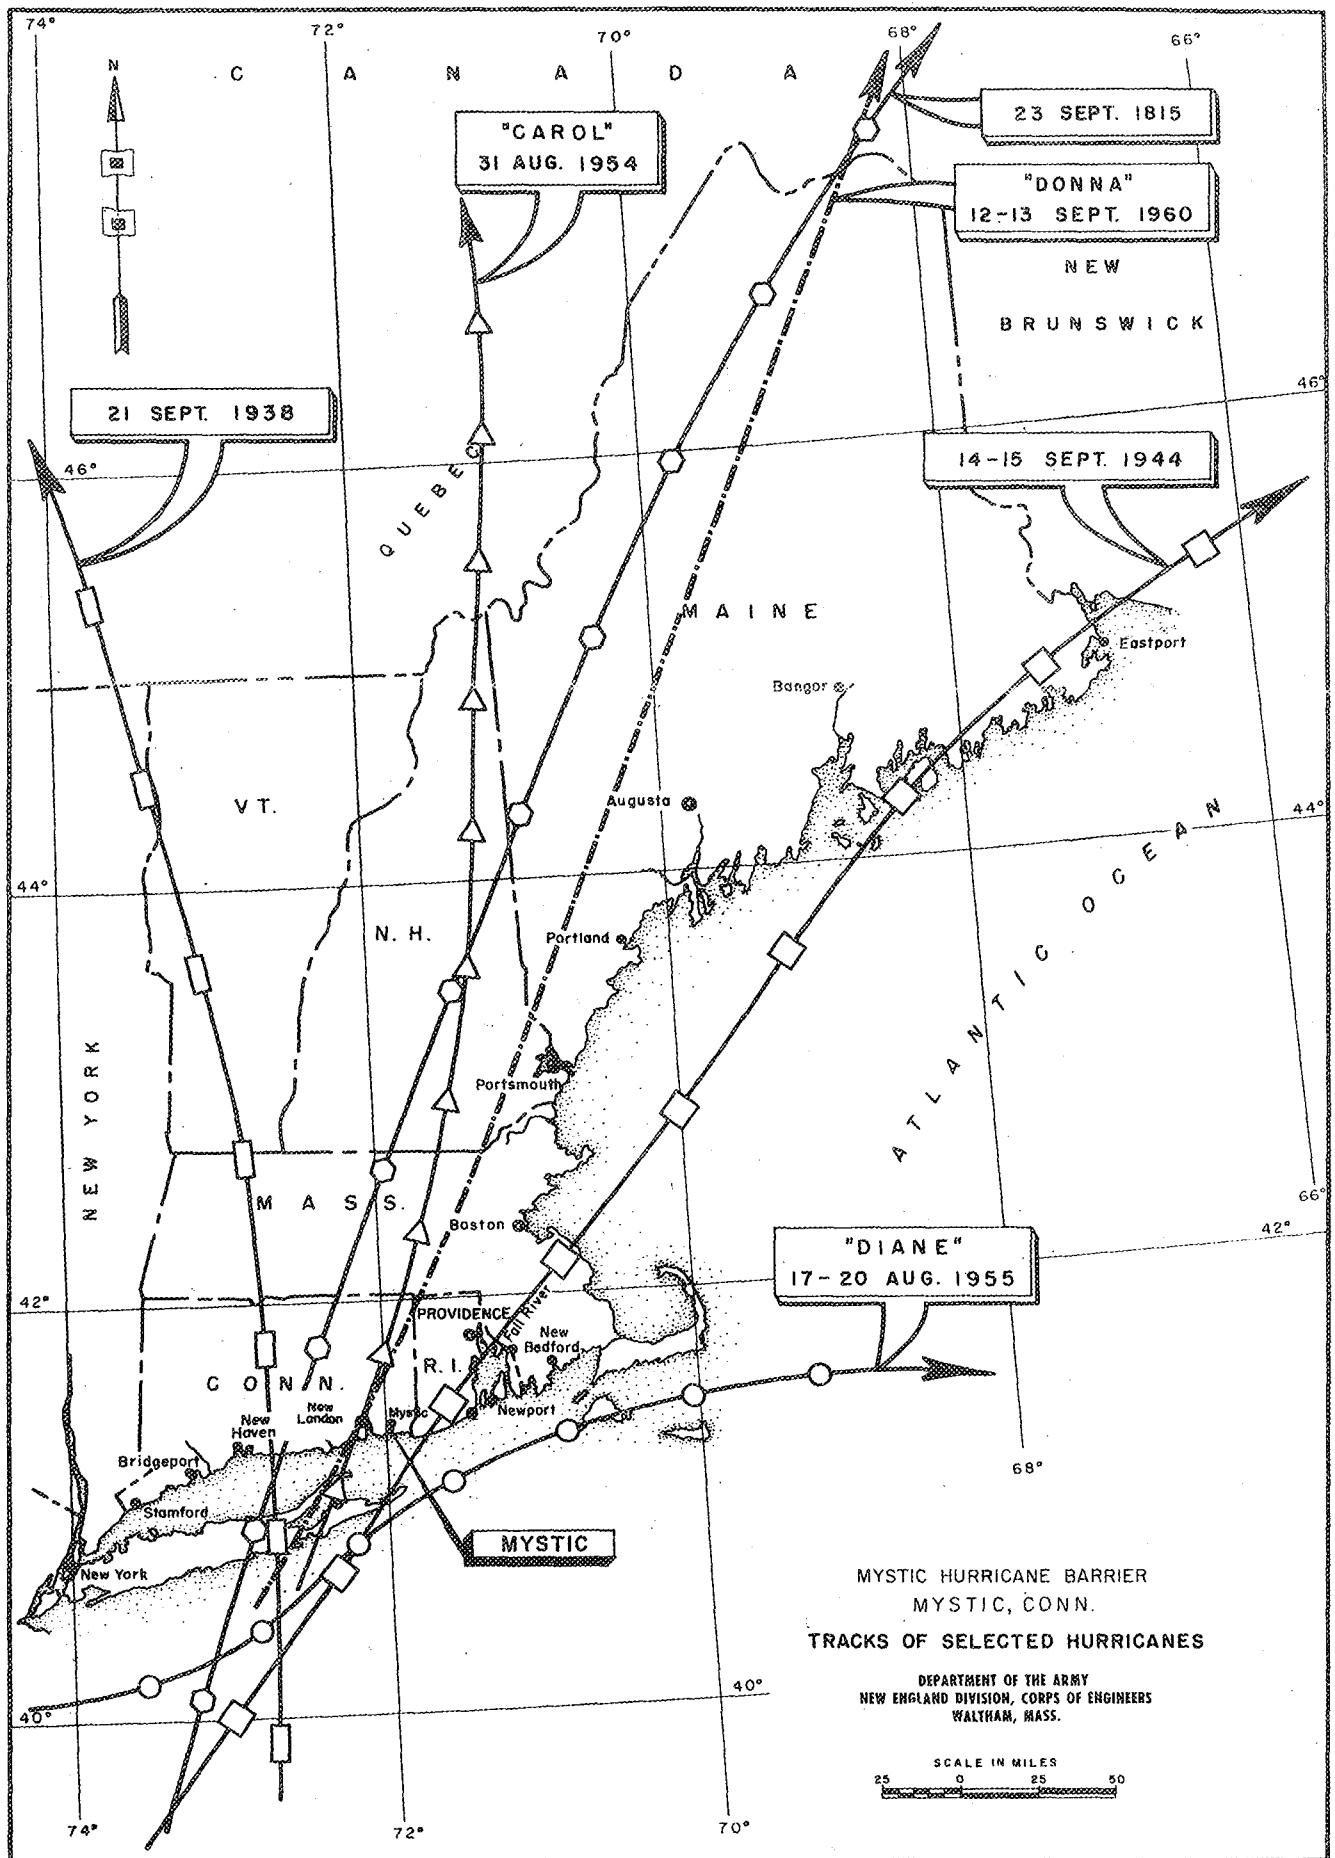 74°
72°
70°
68°
66°
N
CANADA
"CAROL"
31 AUG. 1954
23 SEPT. 1815
"DONNA"
12-13 SEPT. 1960
NEW
BRUNSWICK
46°
21 SEPT. 1938
46°
QUEBEC
14-15 SEPT. 1944
MAINE
Eastport
Bangor
VT.
Augusta
44°
44°
N.H.
Portland
ATLANTIC OCEAN
NEW YORK
Portsmouth
MASS.
Boston
66°
42°
"DIANE"
17-20 AUG. 1955
42°
PROVIDENCE
Fall River
New
Bedford
R.I.
CONN.
New
London
Mystic
Newport
New
Haven
Bridgeport
68°
Stamford
MYSTIC
New York
MYSTIC HURRICANE BARRIER
MYSTIC, CONN.
TRACKS OF SELECTED HURRICANES
DEPARTMENT OF THE ARMY
NEW ENGLAND DIVISION, CORPS OF ENGINEERS
WALTHAM, MASS.
40°
40°
SCALE IN MILES
25 0 25 50
74°
72°
70°